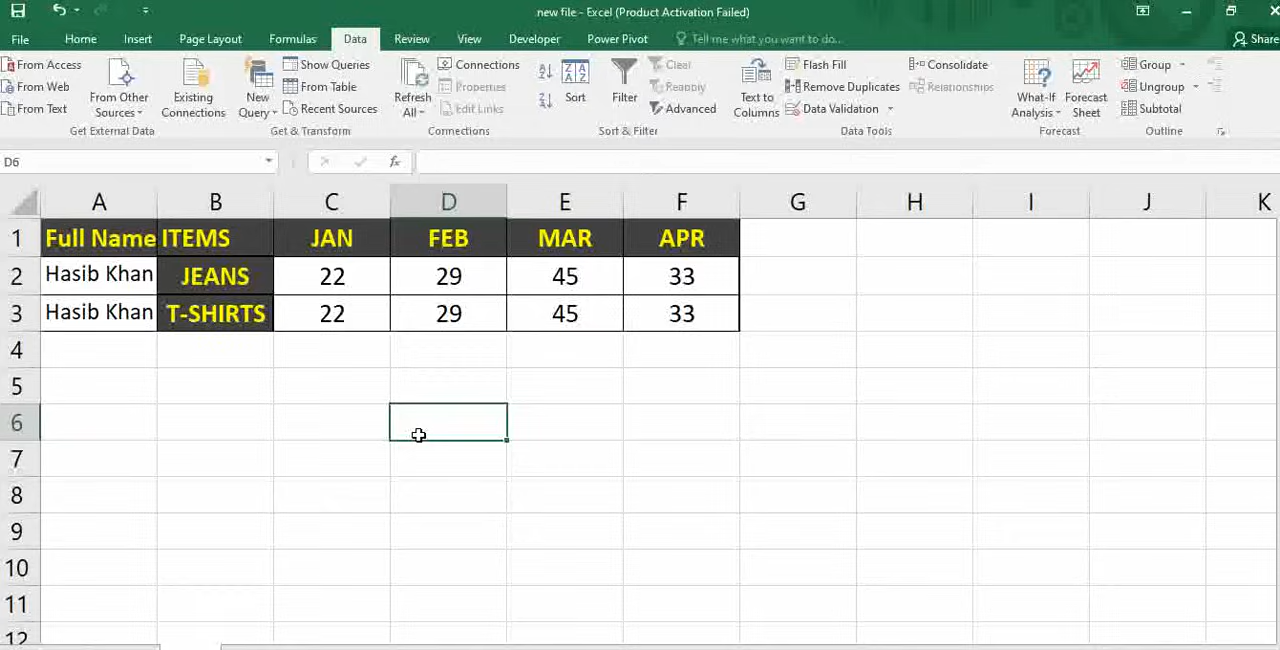 new file - Excel (Product Activation Failed)
File Home Insert Page Layout Formulas Data Review View Developer Power Pivot Tell me what you want to do... Share
From Access
From Web
From Text
From Other Sources
Existing Connections
Get External Data
New Query
Show Queries
From Table
Recent Sources
Get & Transform
Refresh All
Connections
Properties
Edit Links
Connections
Sort
Filter
Clear
Reapply
Advanced
Sort & Filter
Text to Columns
Flash Fill
Remove Duplicates
Data Validation
Consolidate
Relationships
Data Tools
What-If Analysis
Forecast Sheet
Forecast
Group
Ungroup
Subtotal
Outline
D6 fx
A B C D E F G H I J K
1 Full Name ITEMS JAN FEB MAR APR
2 Hasib Khan JEANS 22 29 45 33
3 Hasib Khan T-SHIRTS 22 29 45 33
4
5
6
7
8
9
10
11
12